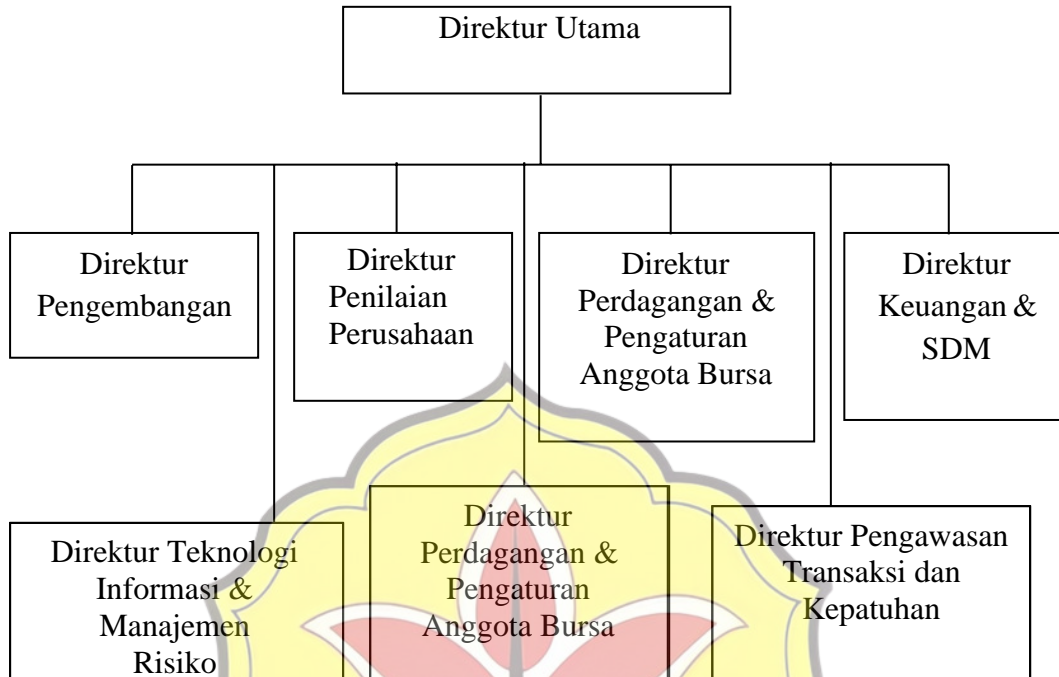 Direktur Utama
Direktur
Pengembangan
Direktur
Penilaian
Perusahaan
Direktur
Perdagangan &
Pengaturan
Anggota Bursa
Direktur
Keuangan &
SDM
Direktur Teknologi
Informasi &
Manajemen
Risiko
Direktur
Perdagangan &
Pengaturan
Anggota Bursa
Direktur Pengawasan
Transaksi dan
Kepatuhan